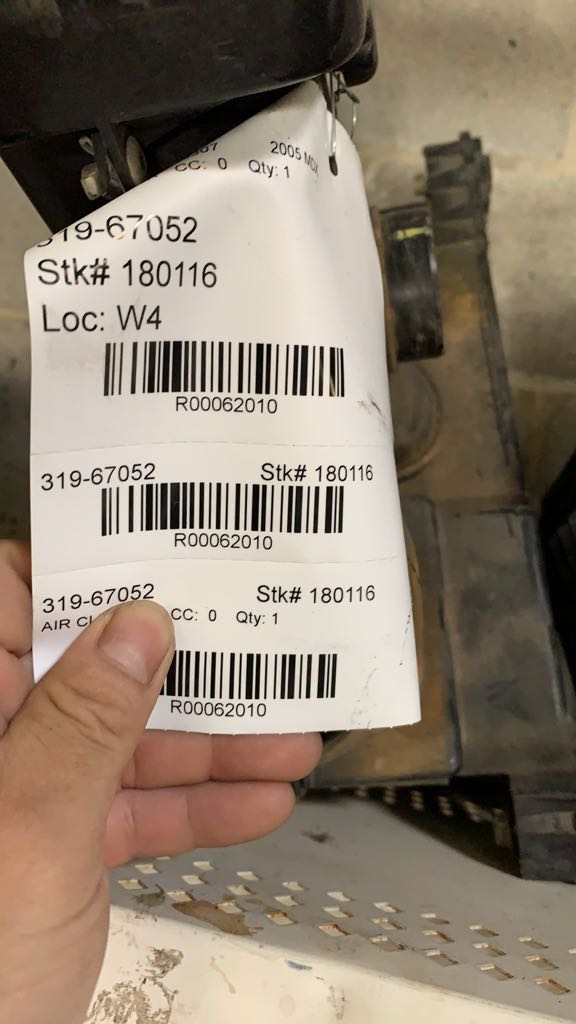 2005 MDX
CC: 0 Qty: 1
319-67052
Stk# 180116
Loc: W4
R00062010
319-67052 Stk# 180116
R00062010
319-67052 Stk# 180116
AIR CC: 0 Qty: 1
R00062010